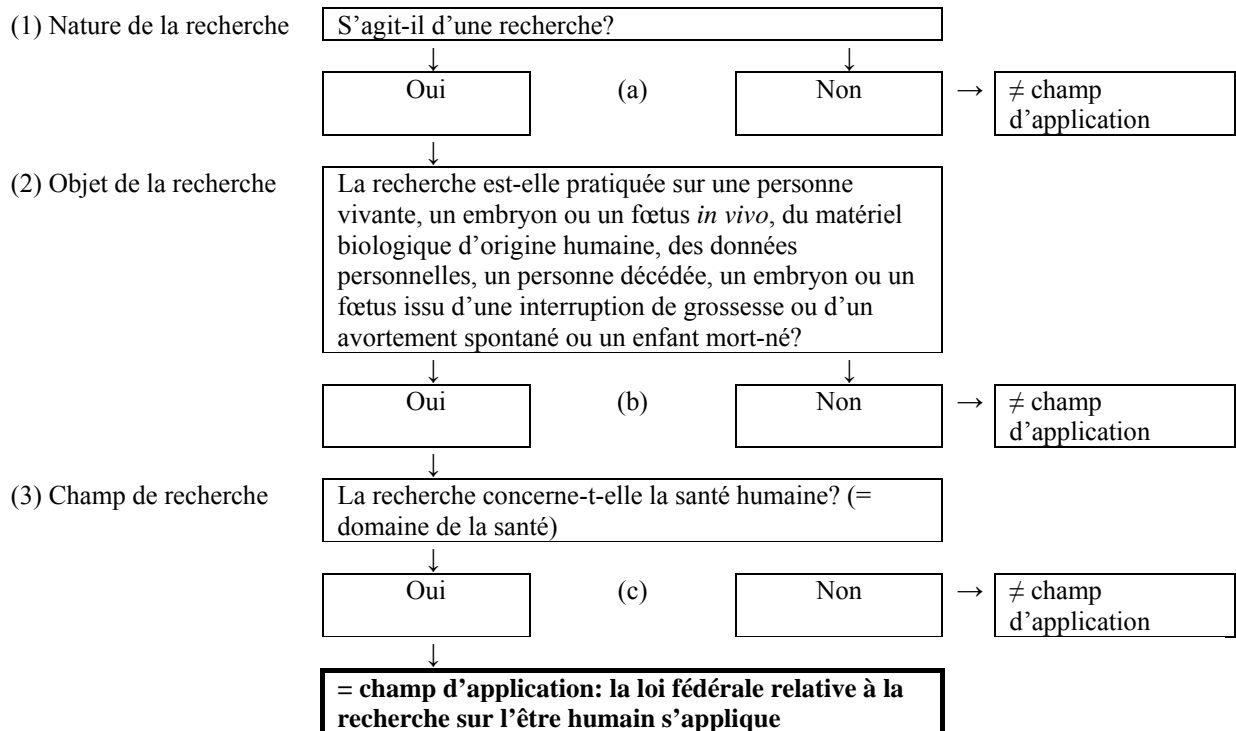 (1) Nature de la recherche
S’agit-il d’une recherche?
↓ ↓
Oui (a) Non → ≠ champ
d’application
↓
(2) Objet de la recherche
La recherche est-elle pratiquée sur une personne
vivante, un embryon ou un fœtus in vivo, du matériel
biologique d’origine humaine, des données
personnelles, un personne décédée, un embryon ou un
fœtus issu d’une interruption de grossesse ou d’un
avortement spontané ou un enfant mort-né?
↓ ↓
Oui (b) Non → ≠ champ
d’application
↓
(3) Champ de recherche
La recherche concerne-t-elle la santé humaine? (=
domaine de la santé)
↓
Oui (c) Non → ≠ champ
d’application
↓
= champ d’application: la loi fédérale relative à la
recherche sur l’être humain s’applique